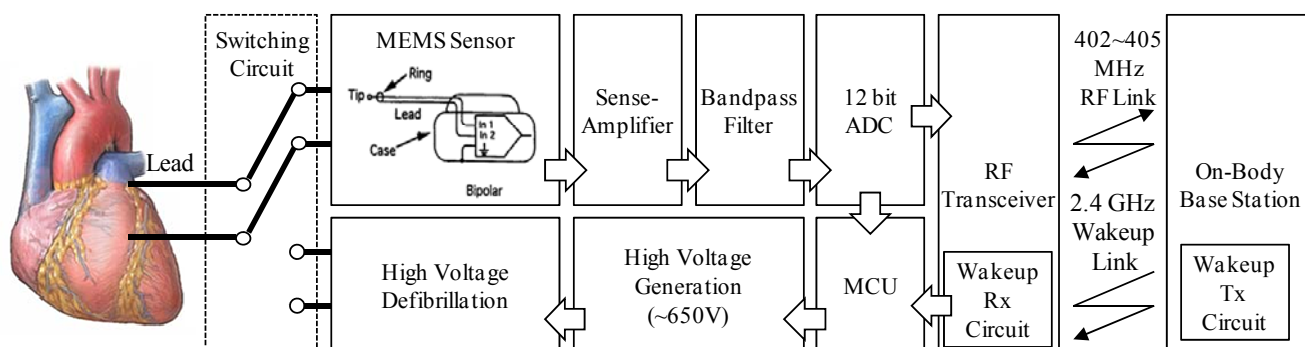 Switching
Circuit
Lead
MEMS Sensor
Ring
Tip
Lead
Case
In 1
In 2
Bipolar
Sense-
Amplifier
Bandpass
Filter
12 bit
ADC
RF
Transceiver
402~405
MHz
RF Link
2.4 GHz
Wakeup
Link
On-Body
Base Station
High Voltage
Defibrillation
High Voltage
Generation
(~650V)
MCU
Wakeup
Rx
Circuit
Wakeup
Tx
Circuit